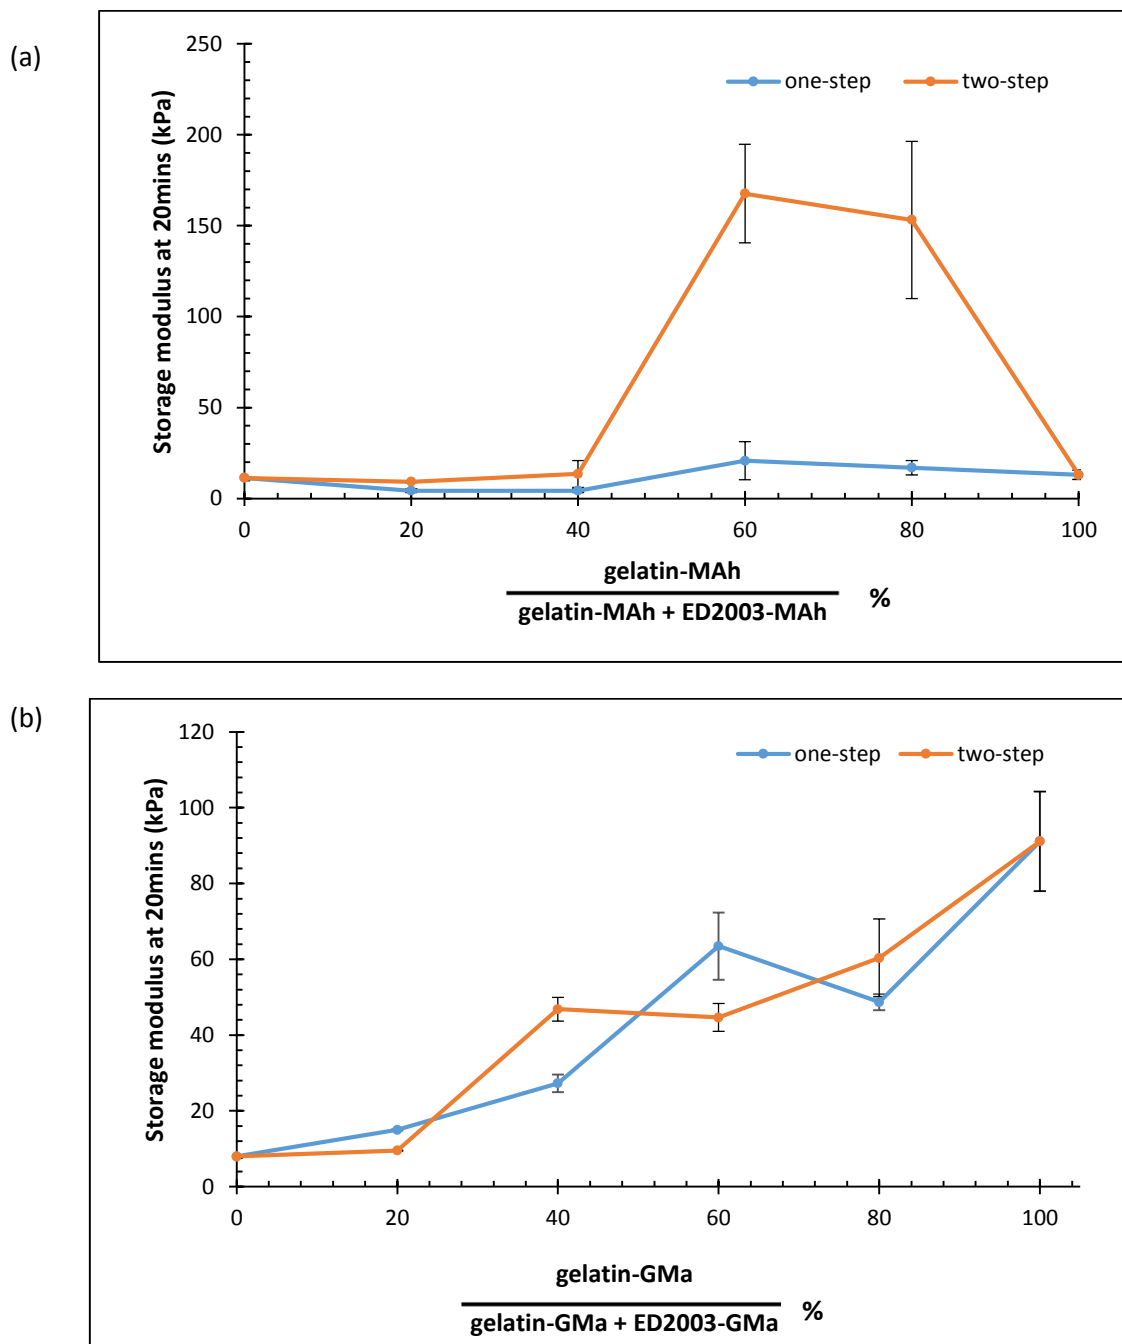 (a)
250
200
150
100
50
0
Storage modulus at 20mins (kPa)
one-step two-step
0 20 40 60 80 100
gelatin-MAh
gelatin-MAh + ED2003-MAh %
(b)
120
100
80
60
40
20
0
Storage modulus at 20mins (kPa)
one-step two-step
0 20 40 60 80 100
gelatin-GMa
gelatin-GMa + ED2003-GMa %